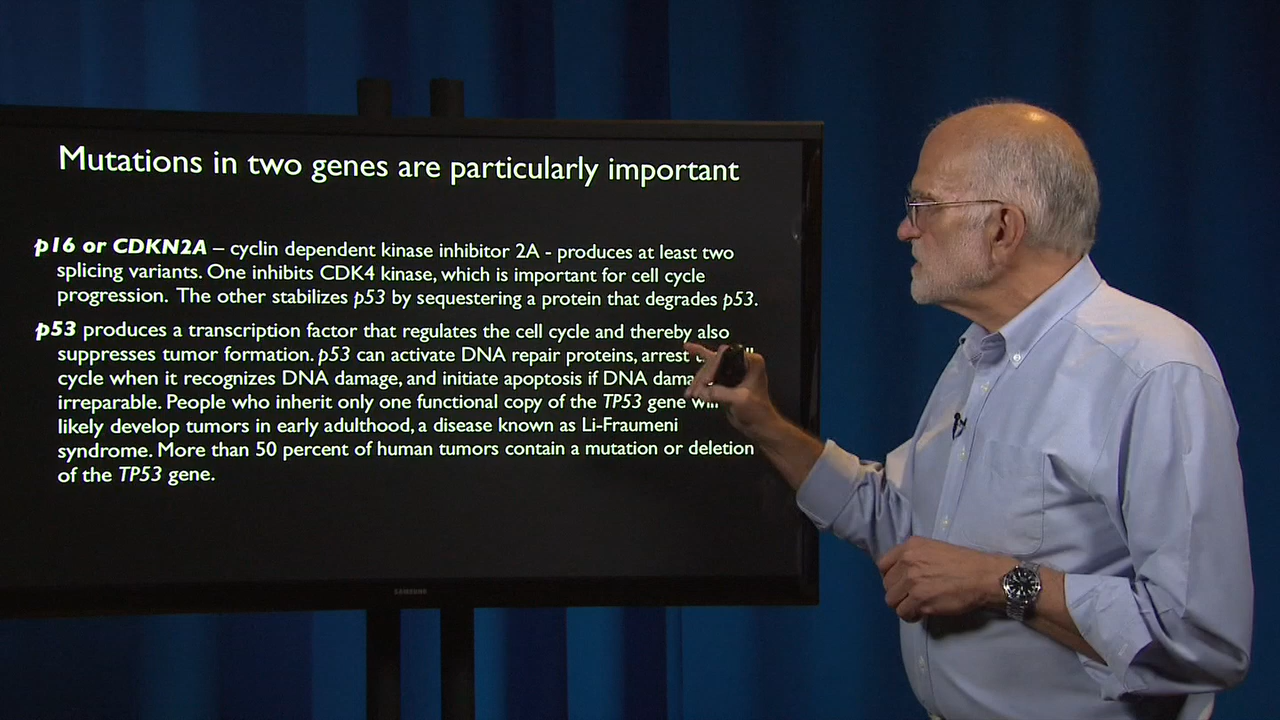 Mutations in two genes are particularly important
p16 or CDKN2A – cyclin dependent kinase inhibitor 2A - produces at least two
splicing variants. One inhibits CDK4 kinase, which is important for cell cycle
progression. The other stabilizes p53 by sequestering a protein that degrades p53.
p53 produces a transcription factor that regulates the cell cycle and thereby also
suppresses tumor formation. p53 can activate DNA repair proteins, arrest
cycle when it recognizes DNA damage, and initiate apoptosis if DNA
irreparable. People who inherit only one functional copy of the TP53 gene will
likely develop tumors in early adulthood, a disease known as Li-Fraumeni
syndrome. More than 50 percent of human tumors contain a mutation or deletion
of the TP53 gene.
SAMSUNG